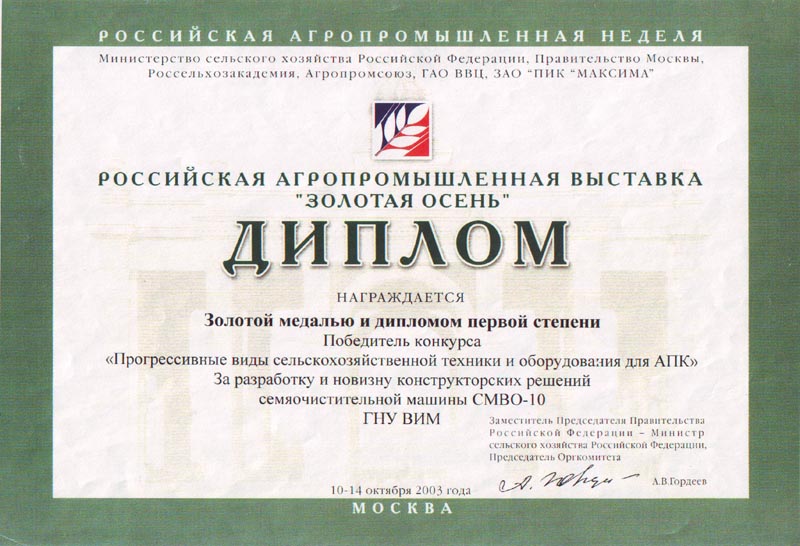 РОССИЙСКАЯ АГРОПРОМЫШЛЕННАЯ НЕДЕЛЯ
Министерство сельского хозяйства Российской Федерации, Правительство Москвы,
Россельхозакадемия, Агропромсоюз, ГАО ВВЦ, ЗАО "ПИК "МАКСИМА"
РОССИЙСКАЯ АГРОПРОМЫШЛЕННАЯ ВЫСТАВКА
"ЗОЛОТАЯ ОСЕНЬ"
ДИПЛОМ
НАГРАЖДАЕТСЯ
Золотой медалью и дипломом первой степени
Победитель конкурса
«Прогрессивные виды сельскохозяйственной техники и оборудования для АПК»
За разработку и новизну конструкторских решений
семяочистительной машины СМВО-10
ГНУ ВИМ
Заместитель Председателя Правительства
Российской Федерации – Министр
сельского хозяйства Российской Федерации,
Председатель Оргкомитета
А.В.Гордеев
10-14 октября 2003 года
МОСКВА